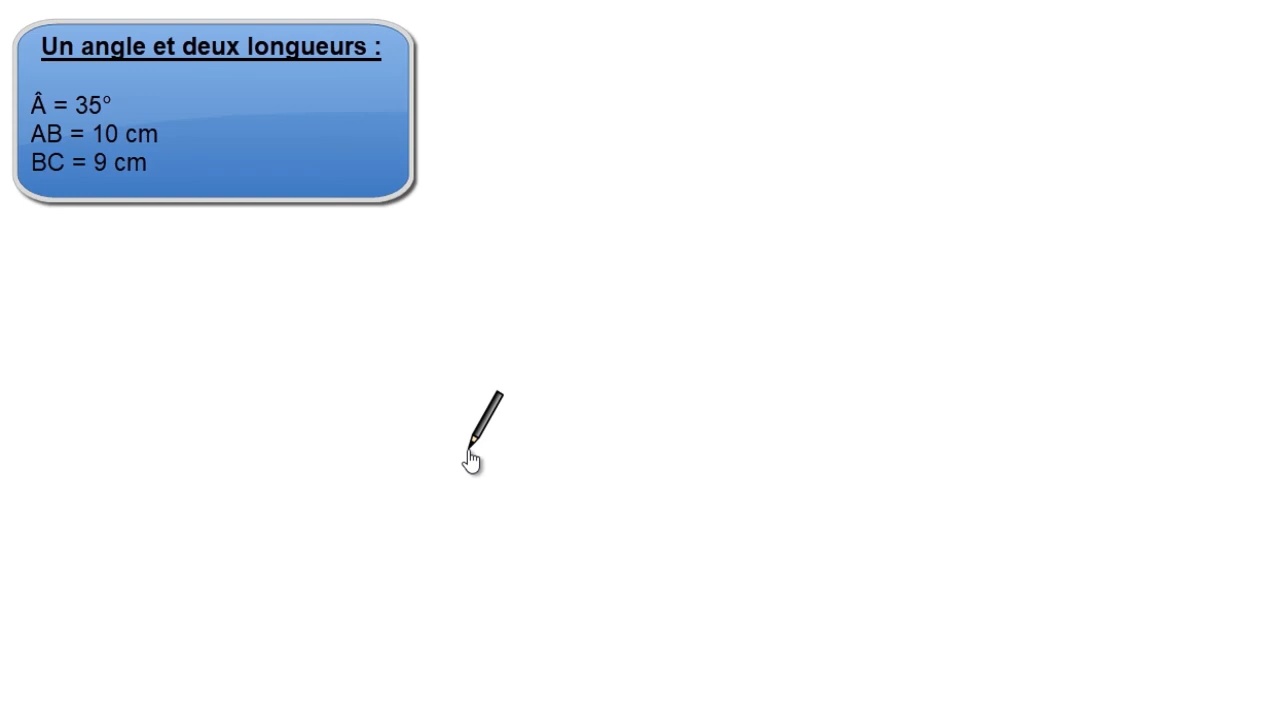 Un angle et deux longueurs :
Â = 35°
AB = 10 cm
BC = 9 cm